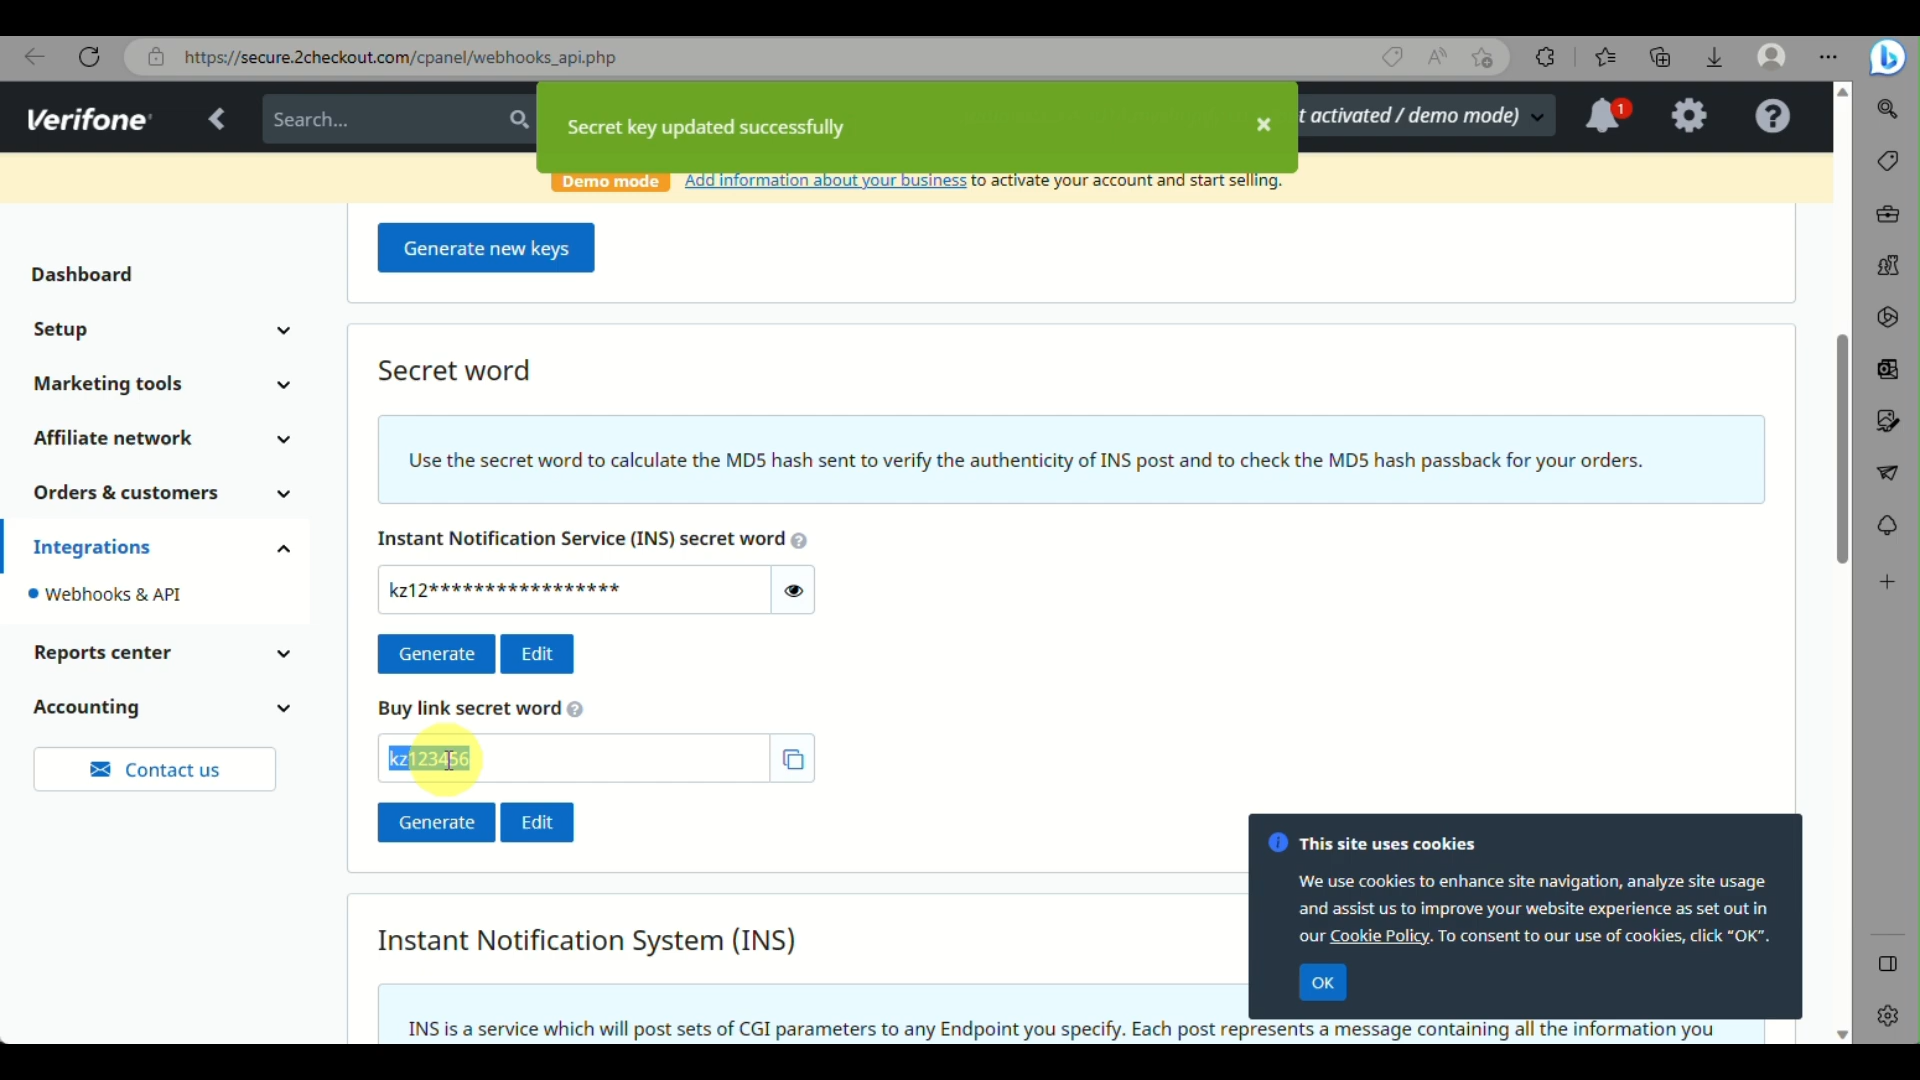 https://secure.2checkout.com/cpanel/webhooks_api.php
Verifone
Search...
Secret key updated successfully
t activated / demo mode)
1
Demo mode
Add information about your business to activate your account and start selling.
Generate new keys
Dashboard
Setup
Marketing tools
Affiliate network
Orders & customers
Integrations
Webhooks & API
Reports center
Accounting
Contact us
Secret word
Use the secret word to calculate the MD5 hash sent to verify the authenticity of INS post and to check the MD5 hash passback for your orders.
Instant Notification Service (INS) secret word
kz12*****************
Generate
Edit
Buy link secret word
kz123456
Generate
Edit
Instant Notification System (INS)
INS is a service which will post sets of CGI parameters to any Endpoint you specify. Each post represents a message containing all the information you
This site uses cookies
We use cookies to enhance site navigation, analyze site usage
and assist us to improve your website experience as set out in
our Cookie Policy. To consent to our use of cookies, click “OK”.
OK